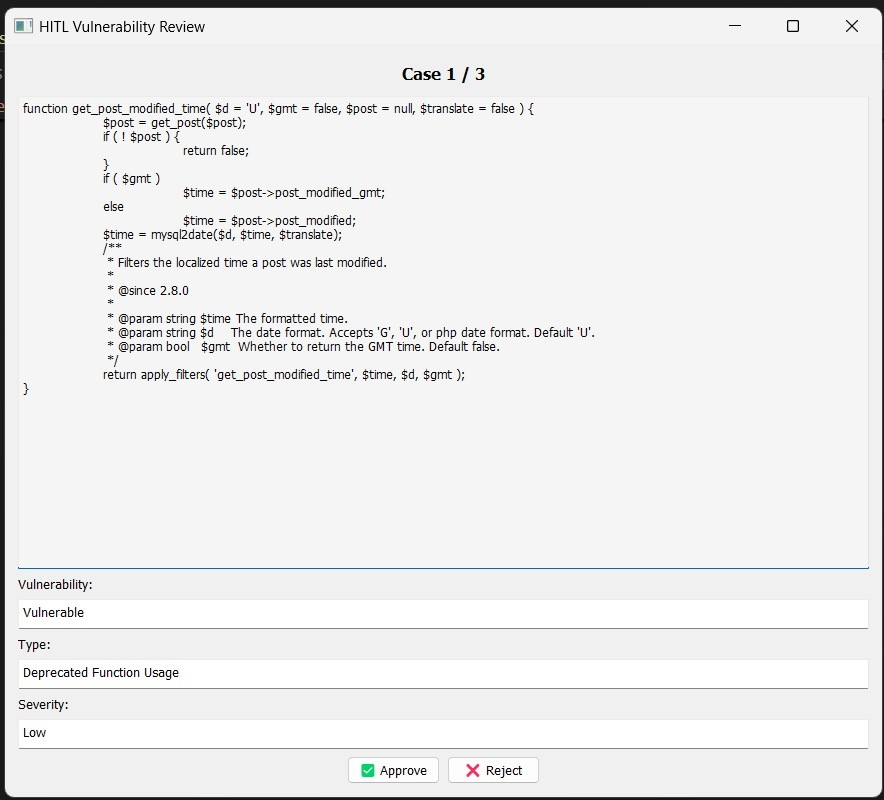 HITL Vulnerability Review
Case 1 / 3
function get_post_modified_time( $d = 'U', $gmt = false, $post = null, $translate = false ) {
$post = get_post($post);
if ( ! $post ) {
return false;
}
if ( $gmt )
$time = $post->post_modified_gmt;
else
$time = $post->post_modified;
$time = mysql2date($d, $time, $translate);
/**
* Filters the localized time a post was last modified.
*
* @since 2.8.0
*
* @param string $time The formatted time.
* @param string $d    The date format. Accepts 'G', 'U', or php date format. Default 'U'.
* @param bool   $gmt  Whether to return the GMT time. Default false.
*/
return apply_filters( 'get_post_modified_time', $time, $d, $gmt );
}
Vulnerability:
Vulnerable
Type:
Deprecated Function Usage
Severity:
Low
Approve Reject